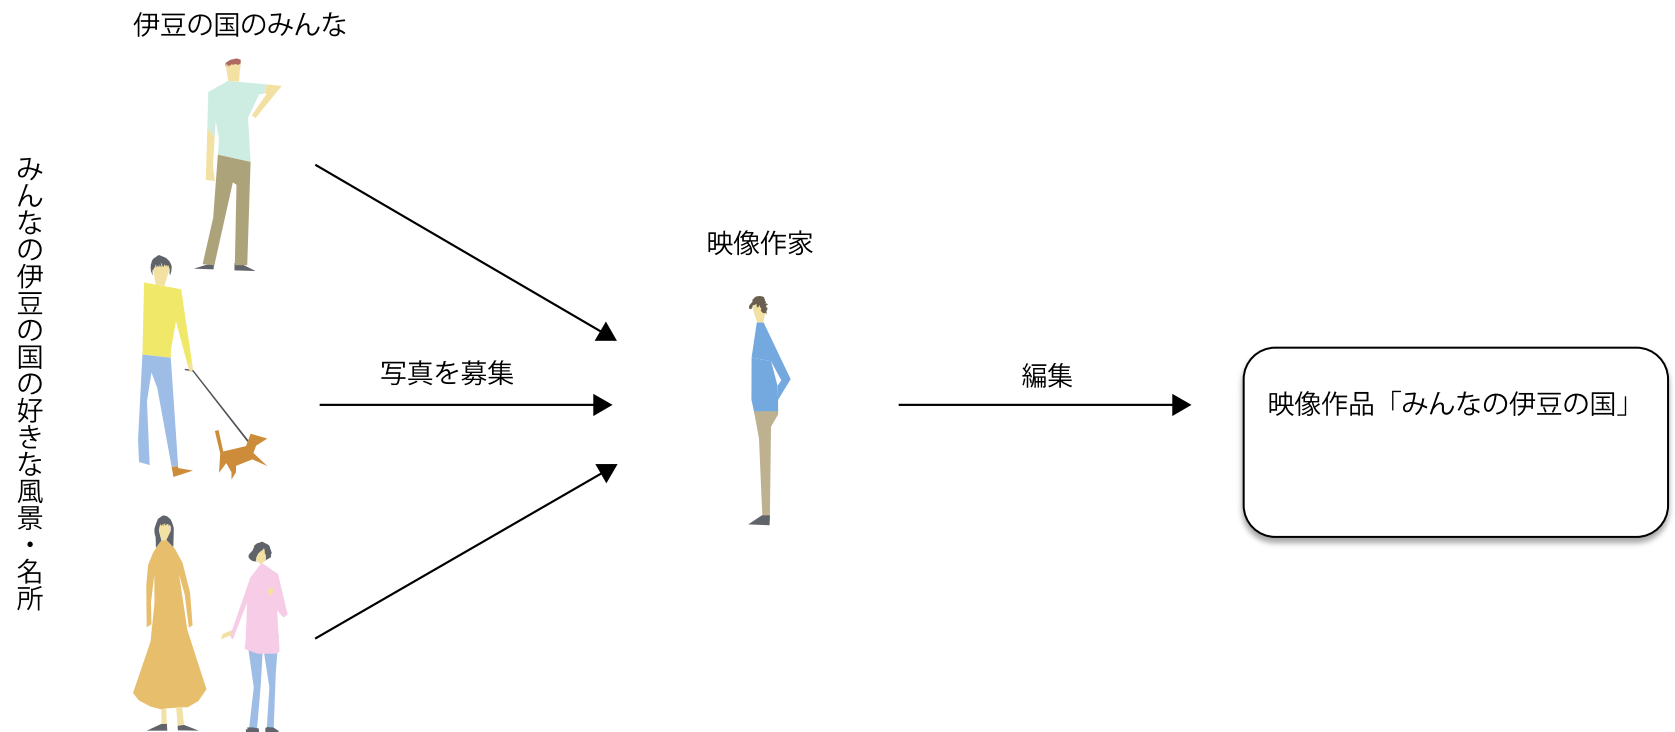 伊豆の国のみんな
みんなの伊豆の国の好きな風景・名所
写真を募集
映像作家
編集
映像作品「みんなの伊豆の国」